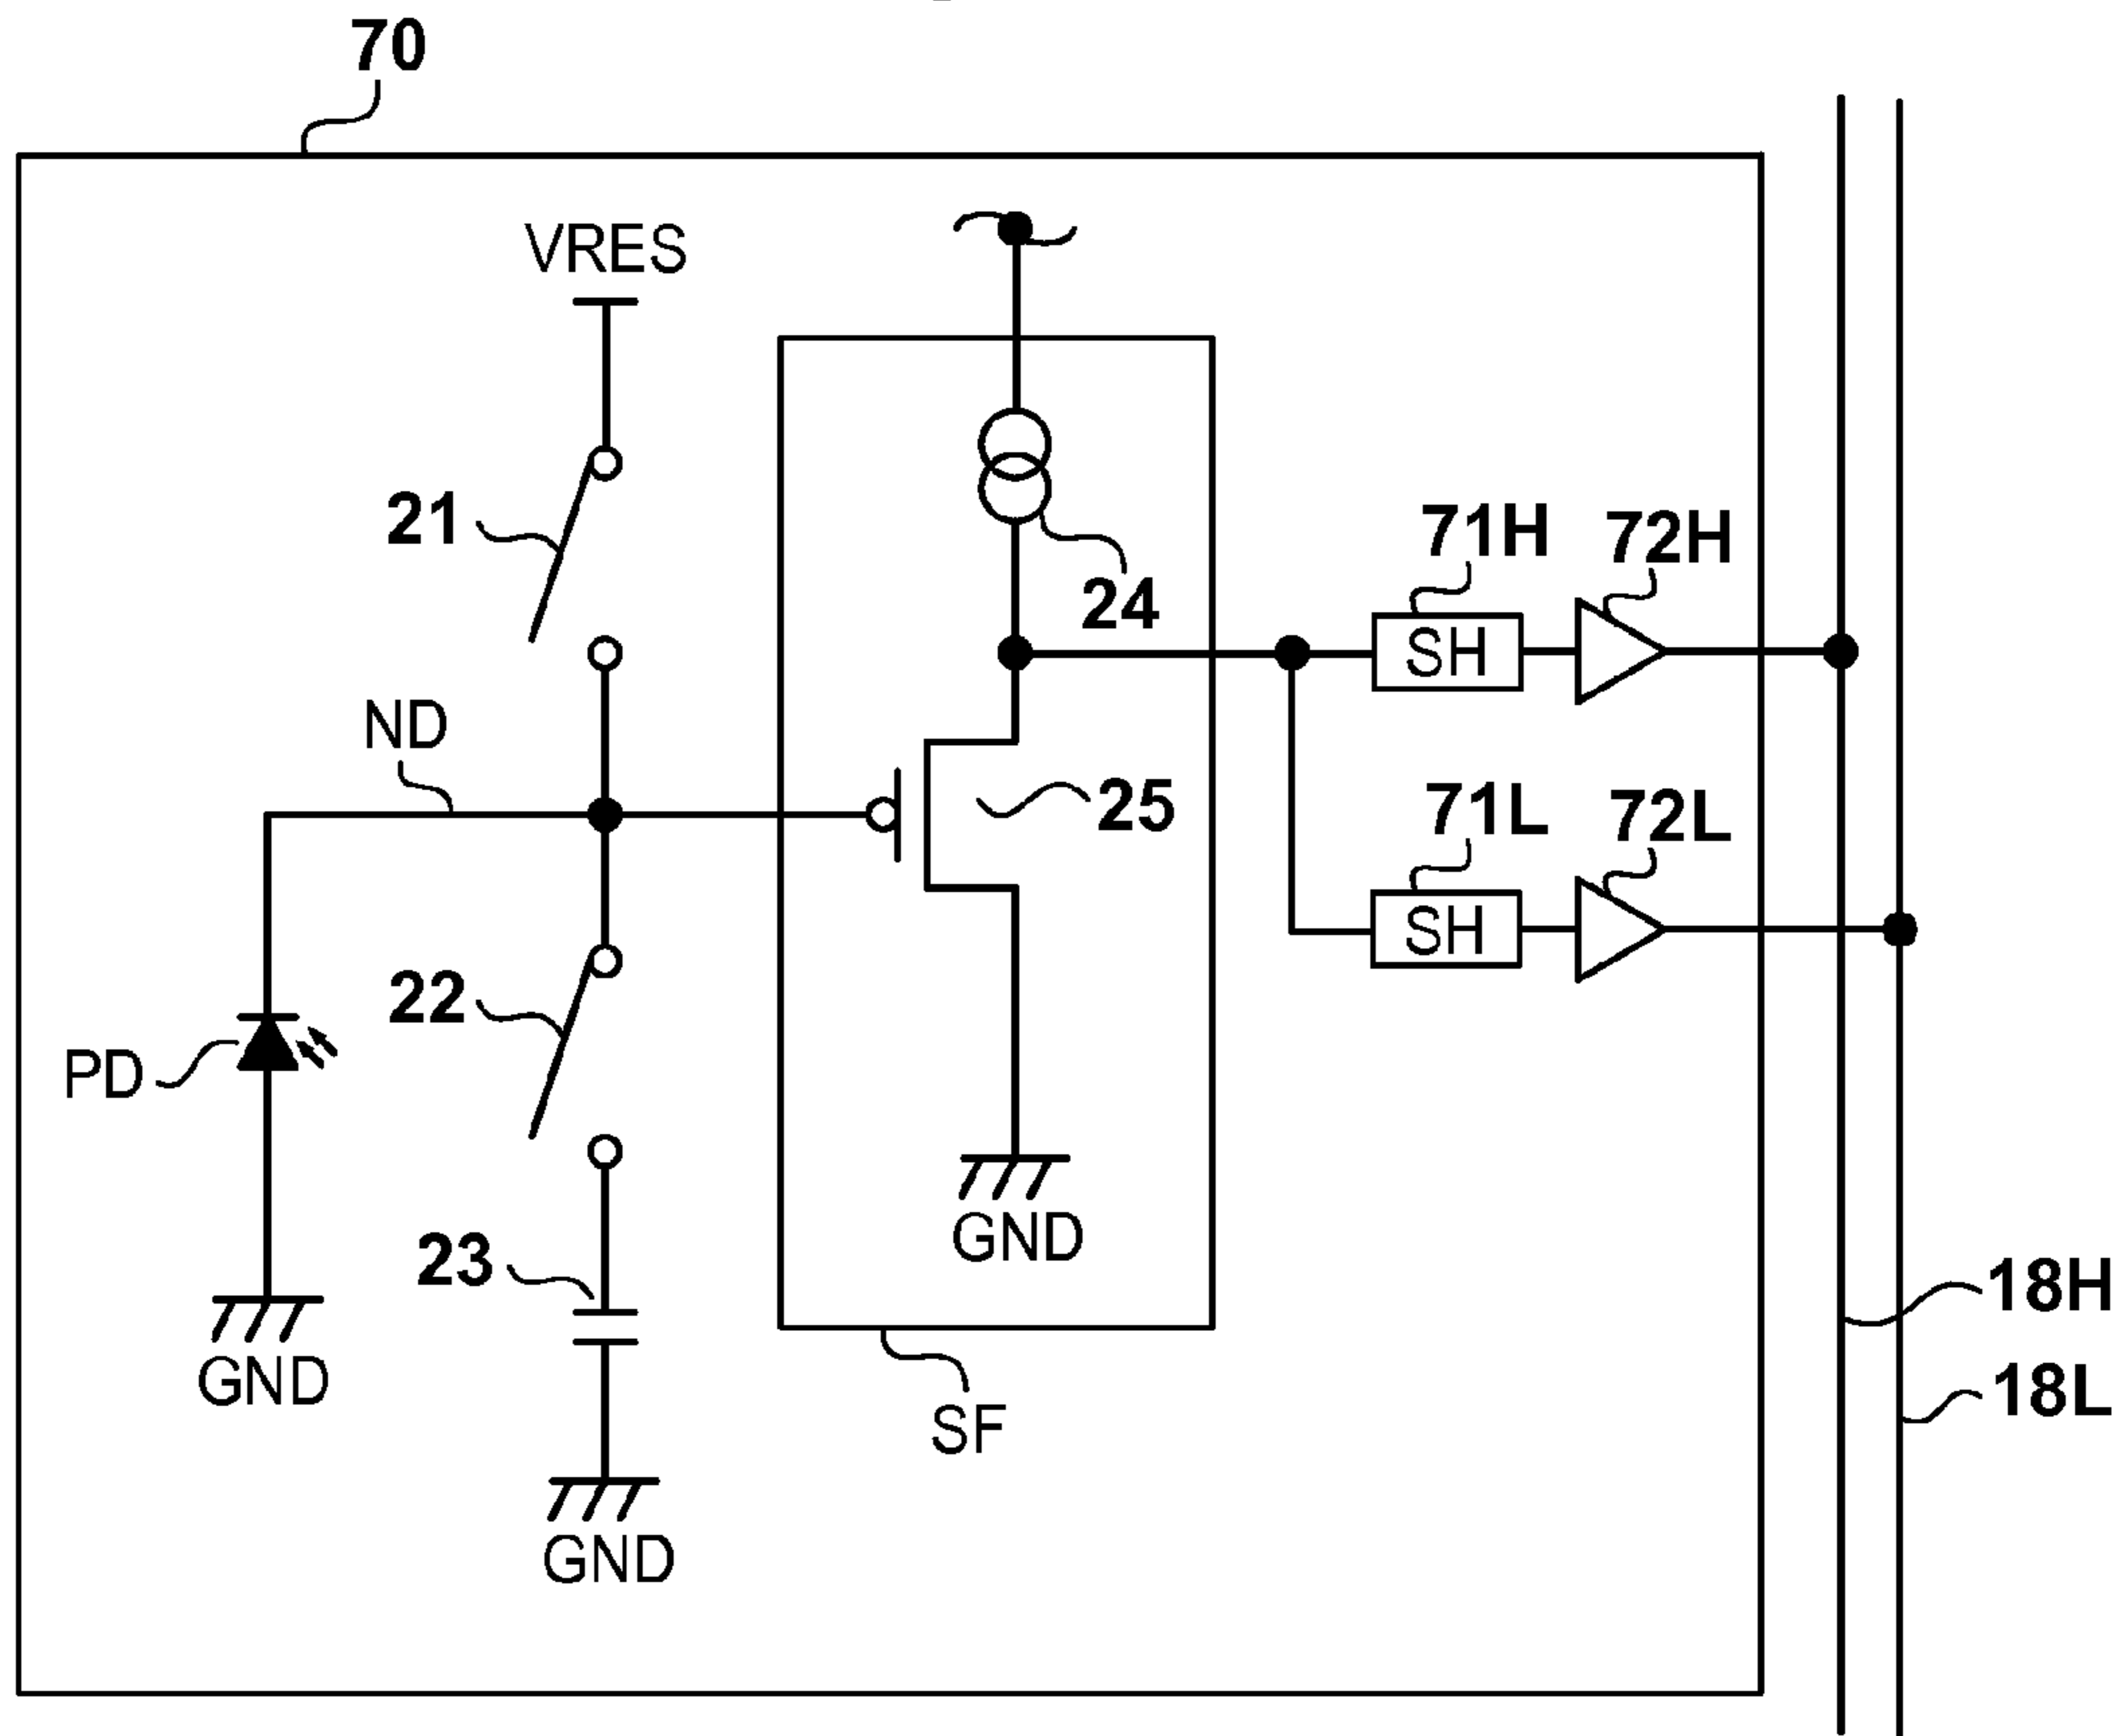 70
VRES
21
24
71H
72H
SH
ND
25
71L
72L
SH
22
PD
GND
23
18H
GND
18L
SF
GND